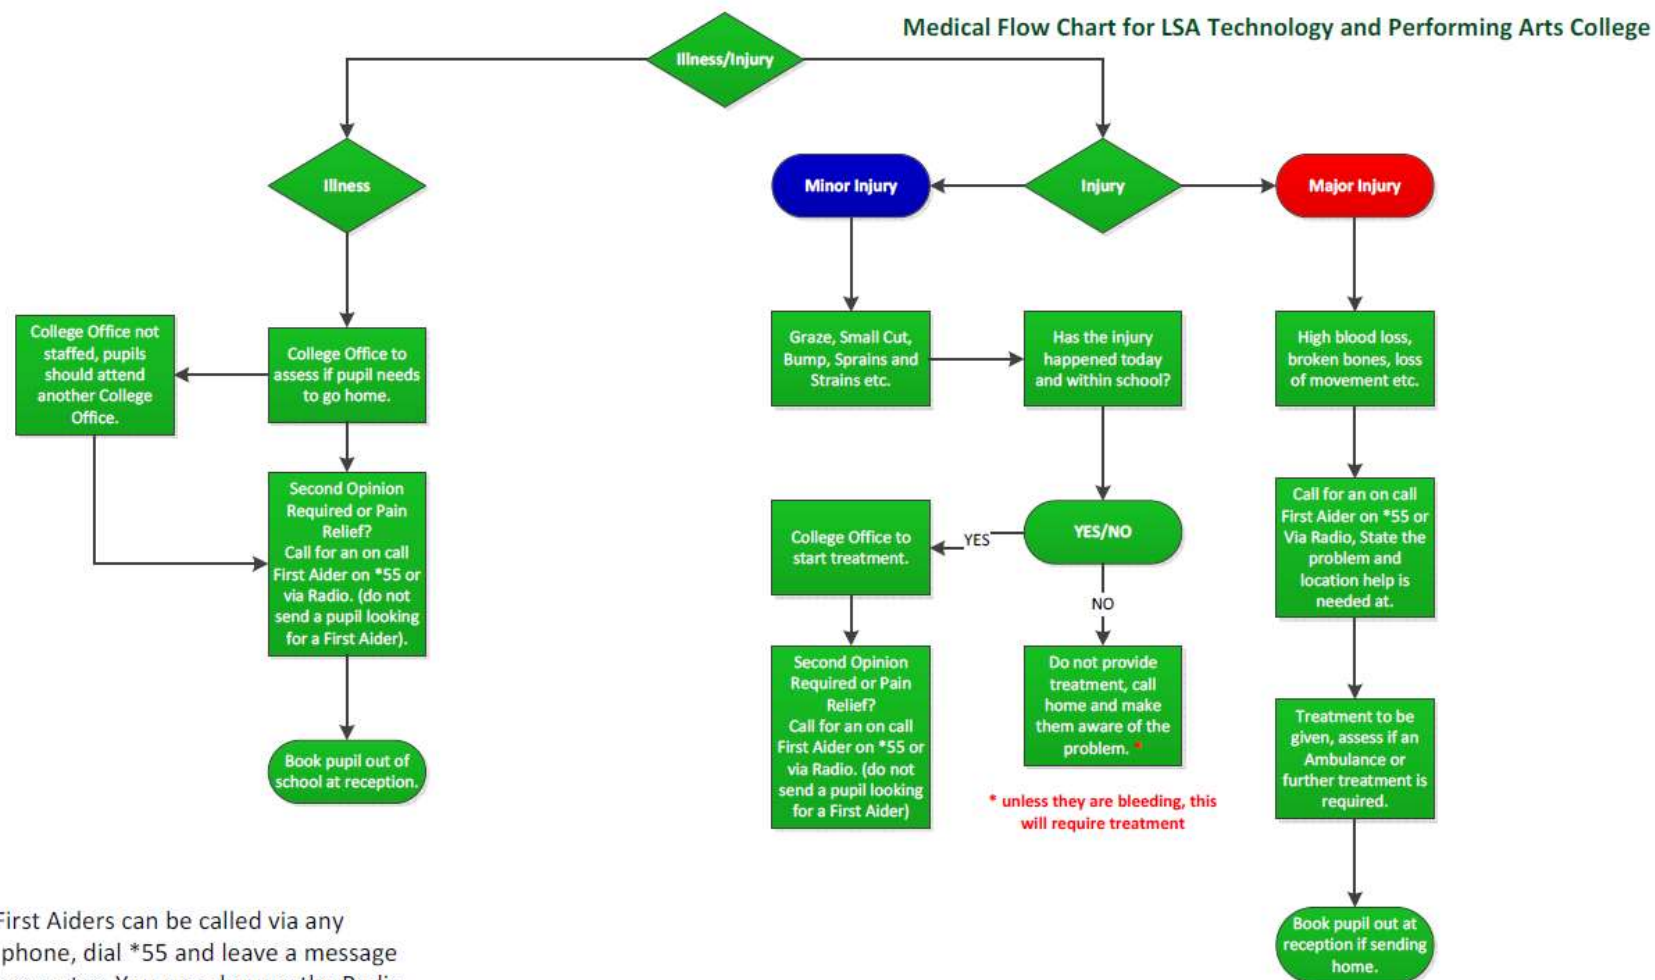 Medical Flow Chart for LSA Technology and Performing Arts College
Illness/Injury
Illness
College Office not
staffed, pupils
should attend
another College
Office.
College Office to
assess if pupil needs
to go home.
Second Opinion
Required or Pain
Relief?
Call for an on call
First Aider on *55 or
via Radio. (do not
send a pupil looking
for a First Aider).
Book pupil out of
school at reception.
Injury
Minor Injury
Graze, Small Cut,
Bump, Sprains and
Strains etc.
Has the injury
happened today
and within school?
YES/NO
YES
College Office to
start treatment.
Second Opinion
Required or Pain
Relief?
Call for an on call
First Aider on *55 or
via Radio. (do not
send a pupil looking
for a First Aider)
NO
Do not provide
treatment, call
home and make
them aware of the
problem. *
* unless they are bleeding, this
will require treatment
Major Injury
High blood loss,
broken bones, loss
of movement etc.
Call for an on call
First Aider on *55 or
Via Radio, State the
problem and
location help is
needed at.
Treatment to be
given, assess if an
Ambulance or
further treatment is
required.
Book pupil out at
reception if sending
home.
First Aiders can be called via any
phone, dial *55 and leave a message